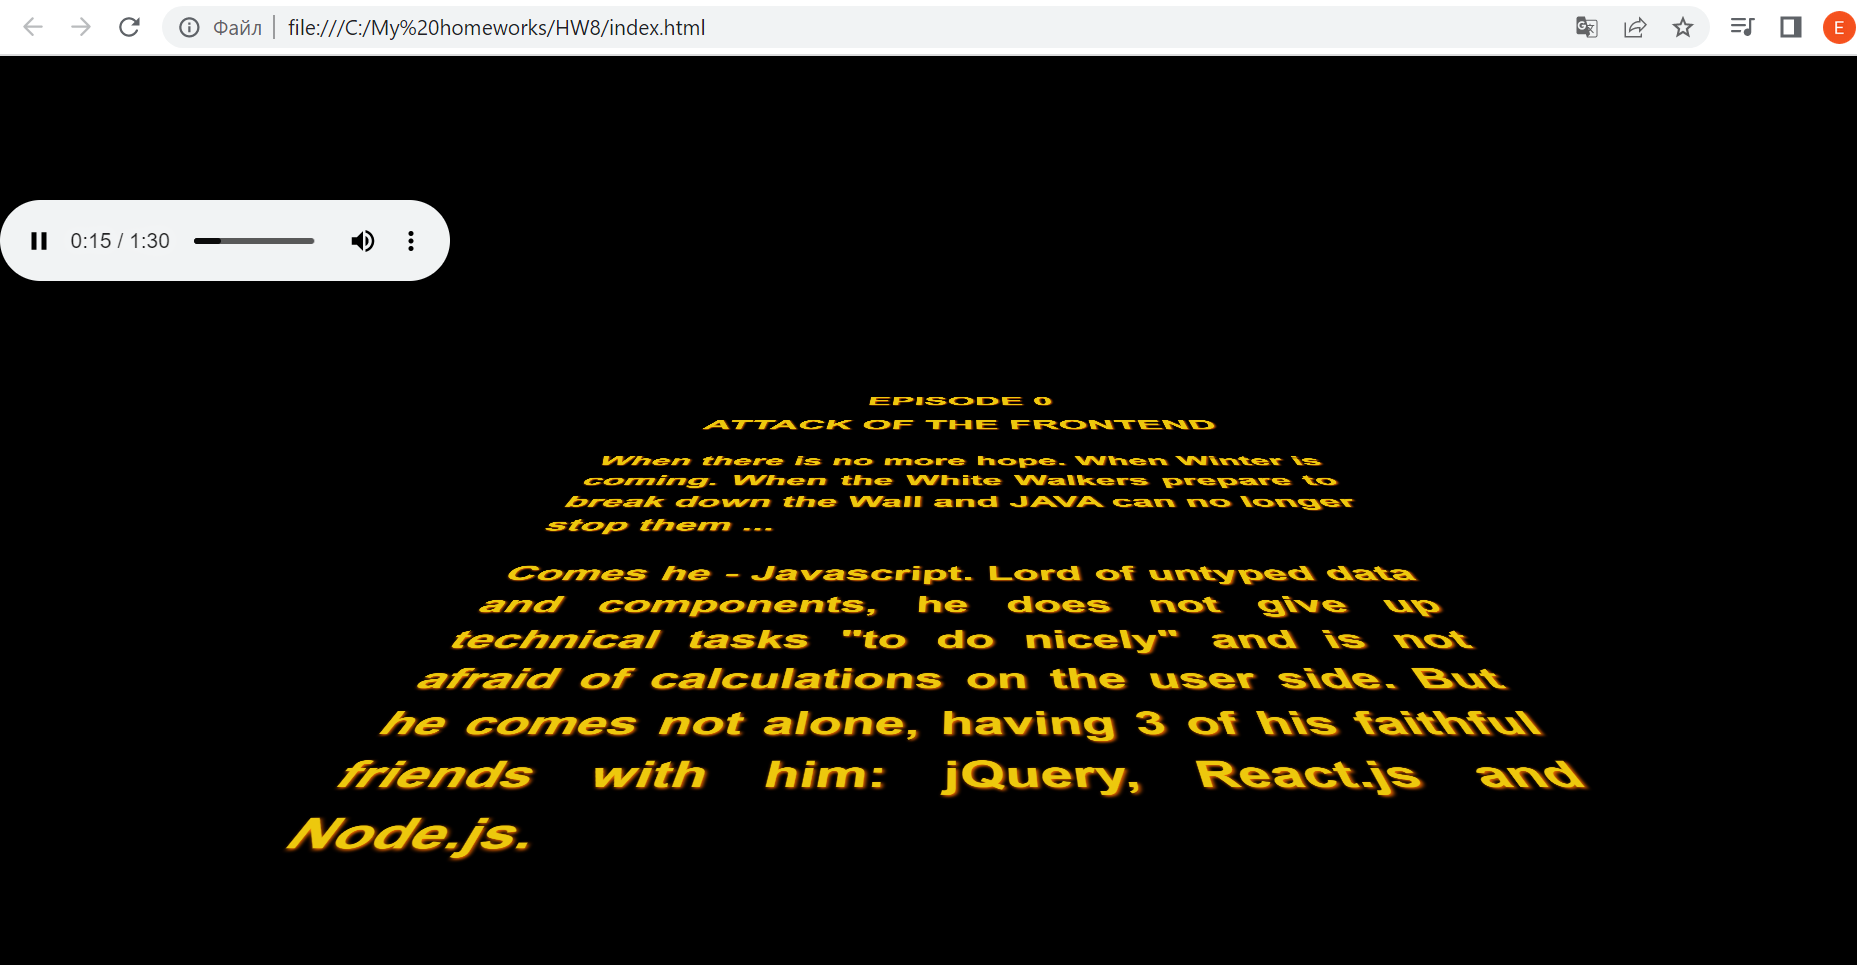 Файл file:///C:/My%20homeworks/HW8/index.html
E
0:15 / 1:30
EPISODE 0
ATTACK OF THE FRONTEND
When there is no more hope. When Winter is
coming. When the White Walkers prepare to
break down the Wall and JAVA can no longer
stop them ...
Comes he - Javascript. Lord of untyped data
and components, he does not give up
technical tasks "to do nicely" and is not
afraid of calculations on the user side. But
he comes not alone, having 3 of his faithful
friends with him: jQuery, React.js and
Node.js.